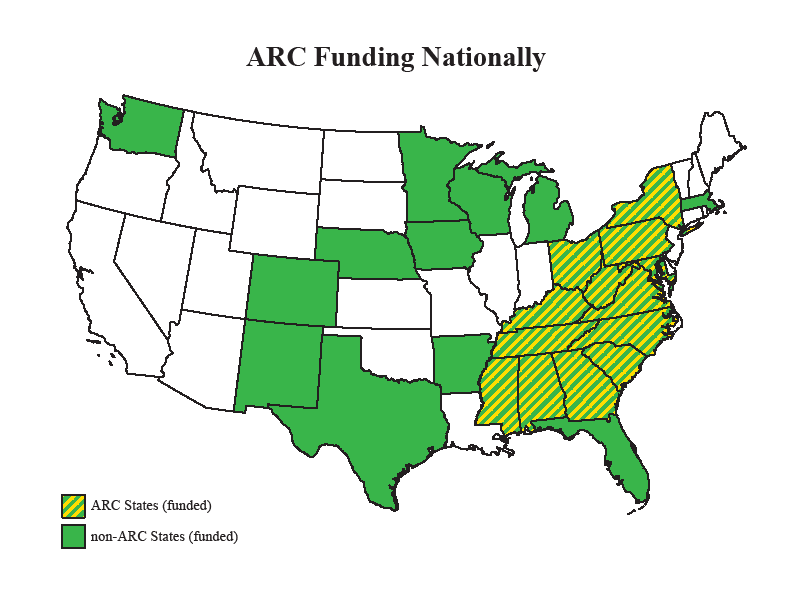 ARC Funding Nationally
ARC States (funded)
non-ARC States (funded)